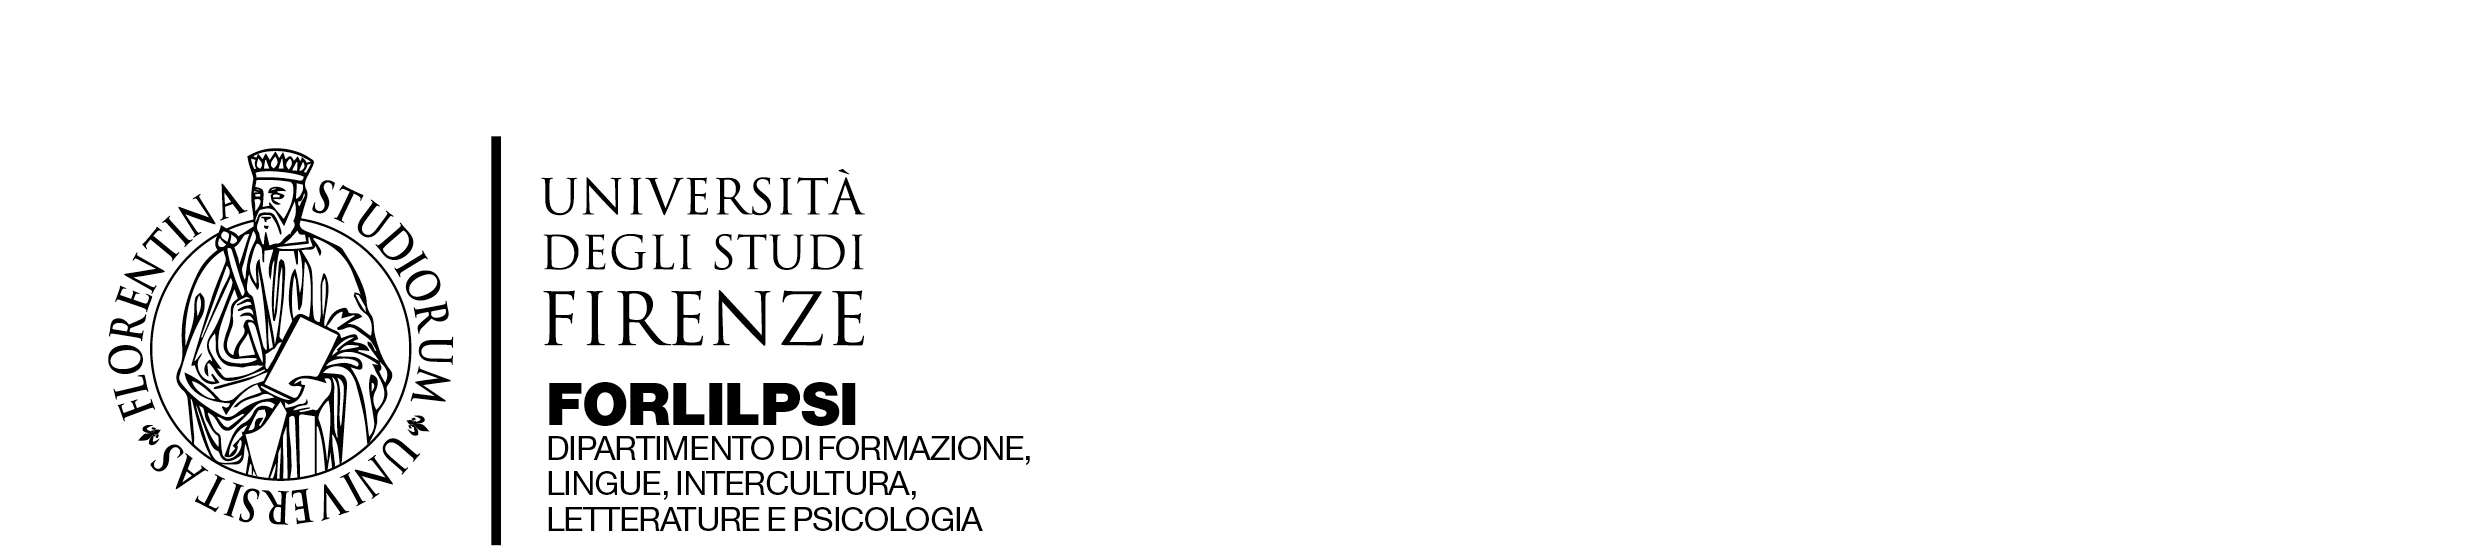 FLORENTINA STUDIORUM UNIVERSITAS
UNIVERSITÀ
DEGLI STUDI
FIRENZE
FORLILPSI
DIPARTIMENTO DI FORMAZIONE,
LINGUE, INTERCULTURA,
LETTERATURE E PSICOLOGIA